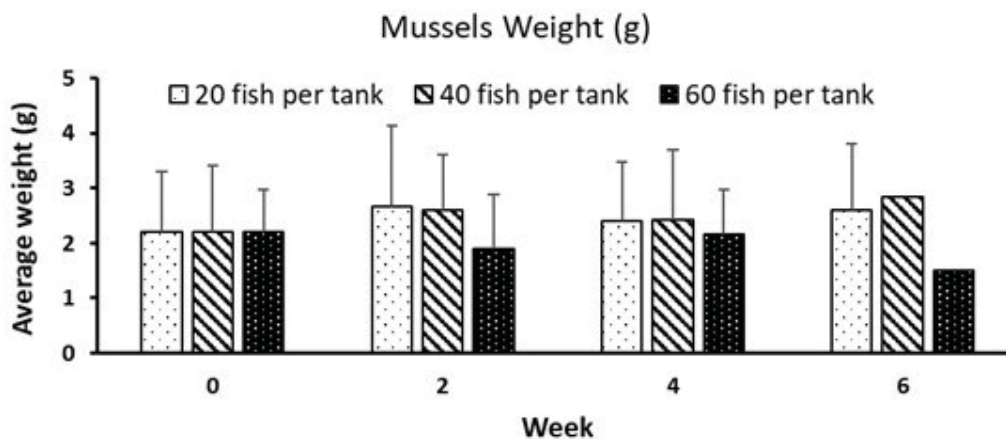 Mussels Weight (g)
5
20 fish per tank 40 fish per tank 60 fish per tank
4
3
2
1
0
Average weight (g)
0 2 4 6
Week